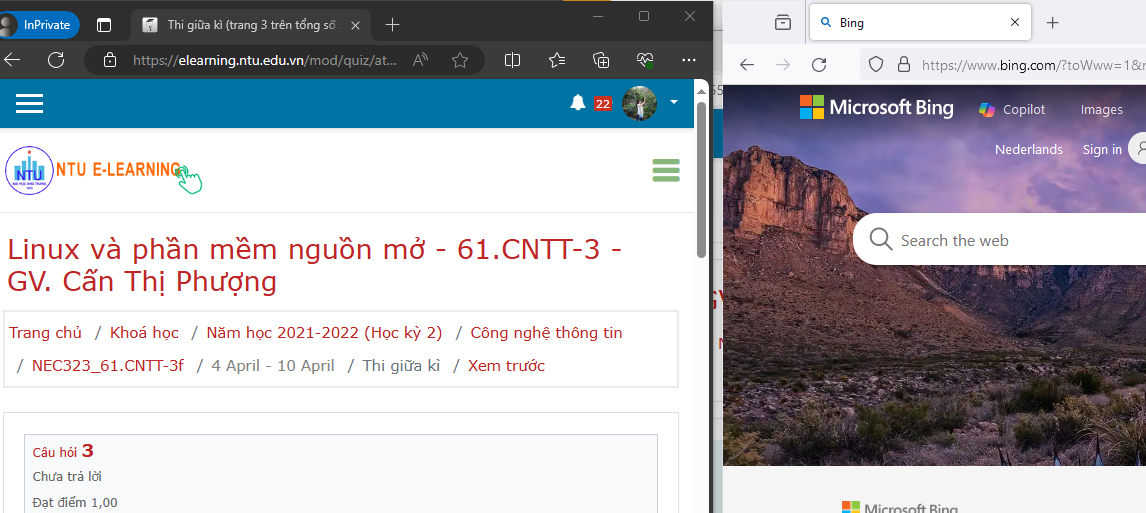 InPrivate
Thi giữa kì (trang 3 trên tổng số 3
https://elearning.ntu.edu.vn/mod/quiz/at...
22
NTU
NTU E-LEARNING
Linux và phần mềm nguồn mở - 61.CNTT-3 -
GV. Cấn Thị Phượng
Trang chủ / Khoá học / Năm học 2021-2022 (Học kỳ 2) / Công nghệ thông tin
/ NEC323_61.CNTT-3f / 4 April - 10 April / Thi giữa kì / Xem trước
Câu hỏi 3
Chưa trả lời
Đạt điểm 1,00
Bing
https://www.bing.com/?toWww=1&r
Microsoft Bing
Copilot
Images
Nederlands
Sign in
Search the web
Microsoft Bing